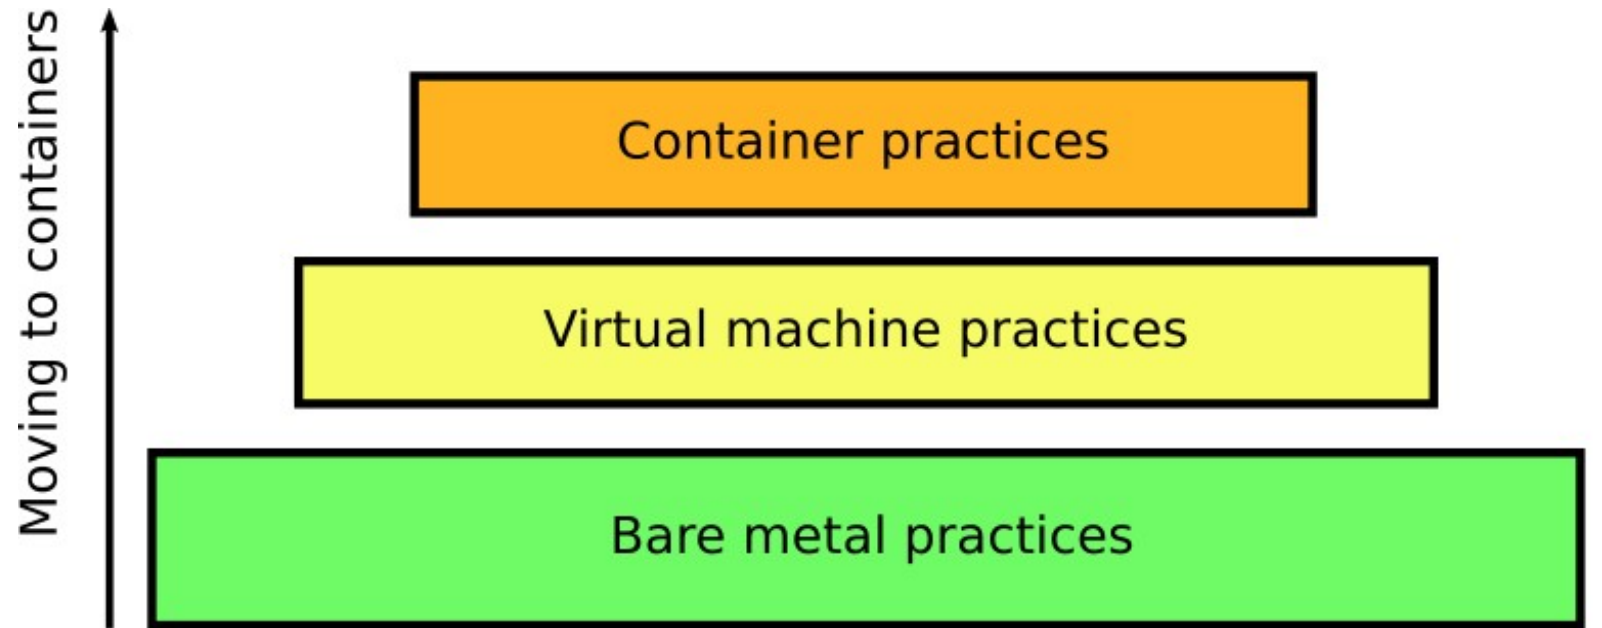 Moving to containers
Container practices
Virtual machine practices
Bare metal practices